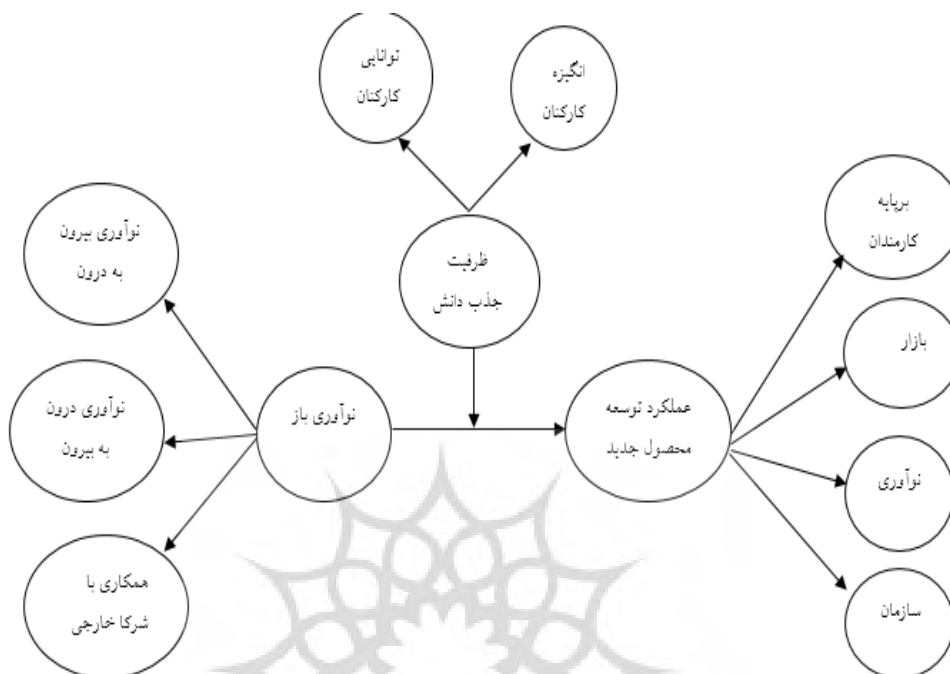 توانایی
کارکنان
انگیزه
کارکنان
ظرفیت
جذب دانش
نوآوری بیرون
به درون
نوآوری درون
به بیرون
همکاری با
شرکا خارجی
نوآوری باز
عملکرد توسعه
محصول جدید
برپایه
کارمندان
بازار
نوآوری
سازمان